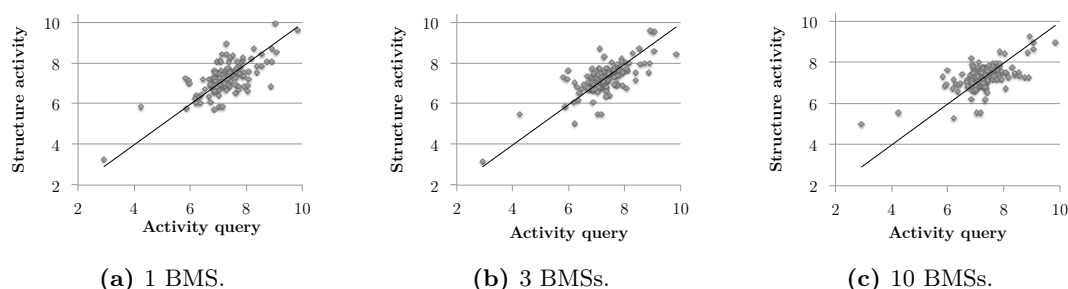 Structure activity
10
8
6
4
2
2 4 6 8 10
Activity query
(a) 1 BMS.
Structure activity
10
8
6
4
2
2 4 6 8 10
Activity query
(b) 3 BMSs.
Structure activity
10
8
6
4
2
2 4 6 8 10
Activity query
(c) 10 BMSs.